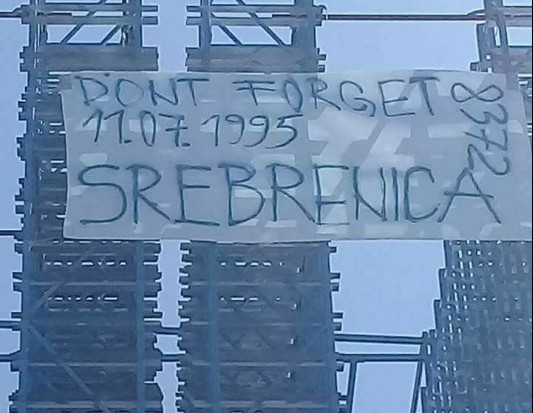 DONT FORGET
11.07.1995
SREBRENICA
8372